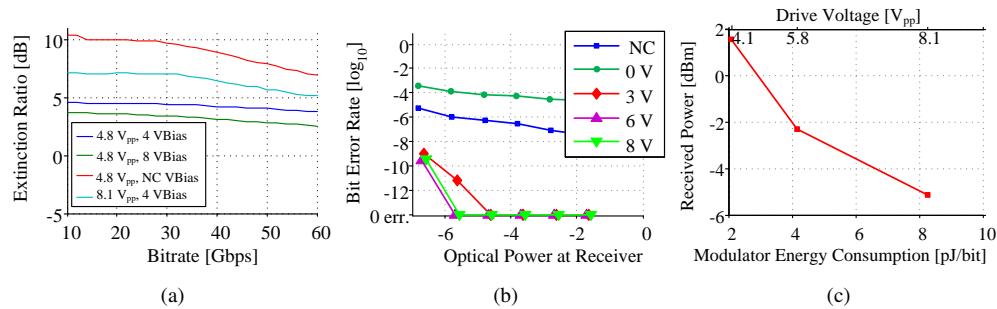 Extinction Ratio [dB]
10
5
0
-5
10
20
30
40
50
60
Bitrate [Gbps]
4.8 Vpp, 4 VBias
4.8 Vpp, 8 VBias
4.8 Vpp, NC VBias
8.1 Vpp, 4 VBias
(a)
Bit Error Rate [log10]
0
-2
-4
-6
-8
-10
-12
0 err.
-6
-4
-2
0
Optical Power at Receiver
NC
0 V
3 V
6 V
8 V
(b)
Drive Voltage [Vpp]
4.1
5.8
8.1
Received Power [dBm]
2
0
-2
-4
-6
2
4
6
8
10
Modulator Energy Consumption [pJ/bit]
(c)